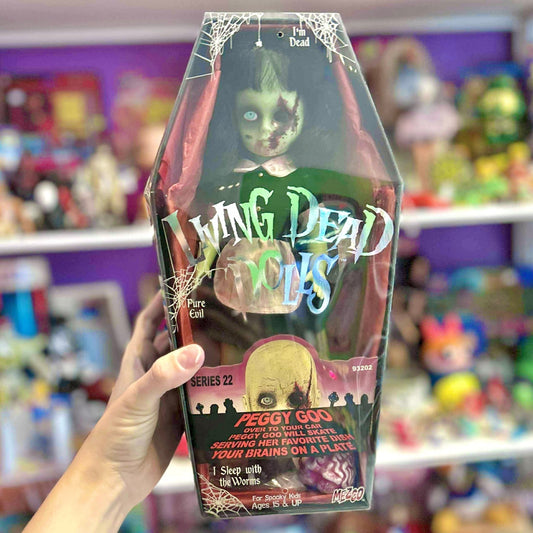 I'm
Dead
LIVING DEAD
DOLLS
Pure
Evil
SERIES 22
93202
PEGGY GOO
OVER TO YOUR CAR
PEGGY GOO WILL SKATE
SERVING HER FAVORITE DISH
YOUR BRAINS ON A PLATE
I Sleep with
the Worms
For Spooky Kids
Ages 15 & UP
MEZCO